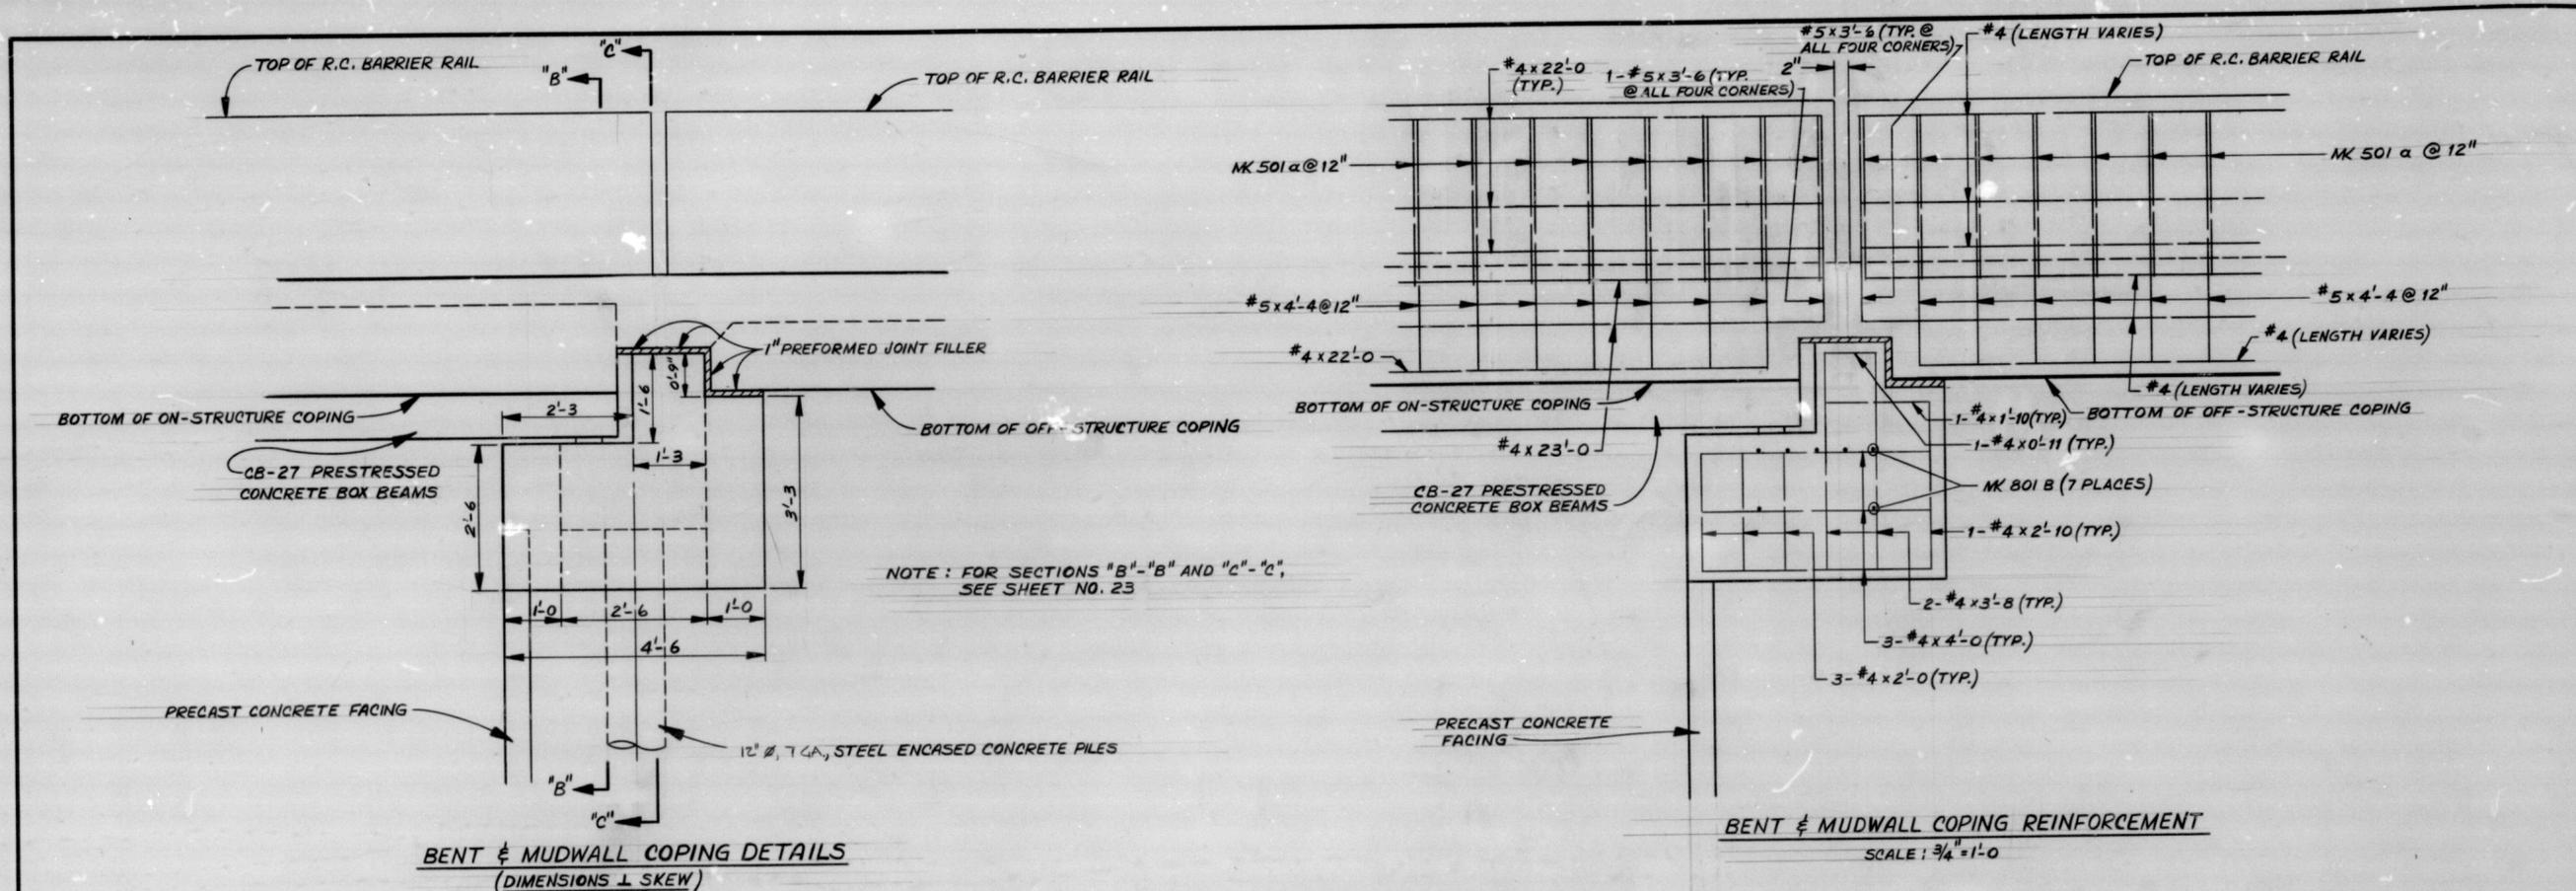 "C"
"B"
TOP OF R.C. BARRIER RAIL
TOP OF R.C. BARRIER RAIL
1" PREFORMED JOINT FILLER
0'-9"
1'-6
2'-3
BOTTOM OF ON-STRUCTURE COPING
BOTTOM OF OFF-STRUCTURE COPING
1'-3
CB-27 PRESTRESSED
CONCRETE BOX BEAMS
2'-6
3'-3
NOTE : FOR SECTIONS "B"-"B" AND "C"-"C",
SEE SHEET NO. 23
1'-0
2'-6
1'-0
4'-6
PRECAST CONCRETE FACING
12" Ø, 7 GA., STEEL ENCASED CONCRETE PILES
"B"
"C"
BENT & MUDWALL COPING DETAILS
(DIMENSIONS ⊥ SKEW)
#5 x 3'-6 (TYP. @
ALL FOUR CORNERS)
#4 (LENGTH VARIES)
TOP OF R.C. BARRIER RAIL
#4 x 22'-0
(TYP.)
1-#5 x 3'-6 (TYP.
@ ALL FOUR CORNERS)
2"
MK 501 a @ 12"
MK 501 a @ 12"
#5 x 4'-4 @ 12"
#5 x 4'-4 @ 12"
#4 x 22'-0
#4 (LENGTH VARIES)
#4 (LENGTH VARIES)
BOTTOM OF ON-STRUCTURE COPING
BOTTOM OF OFF-STRUCTURE COPING
1-#4 x 1'-10 (TYP.)
#4 x 23'-0
1-#4 x 0'-11 (TYP.)
CB-27 PRESTRESSED
CONCRETE BOX BEAMS
MK 801 B (7 PLACES)
1-#4 x 2'-10 (TYP.)
2-#4 x 3'-8 (TYP.)
3-#4 x 4'-0 (TYP.)
3-#4 x 2'-0 (TYP.)
PRECAST CONCRETE
FACING
BENT & MUDWALL COPING REINFORCEMENT
SCALE : 3/4" = 1'-0